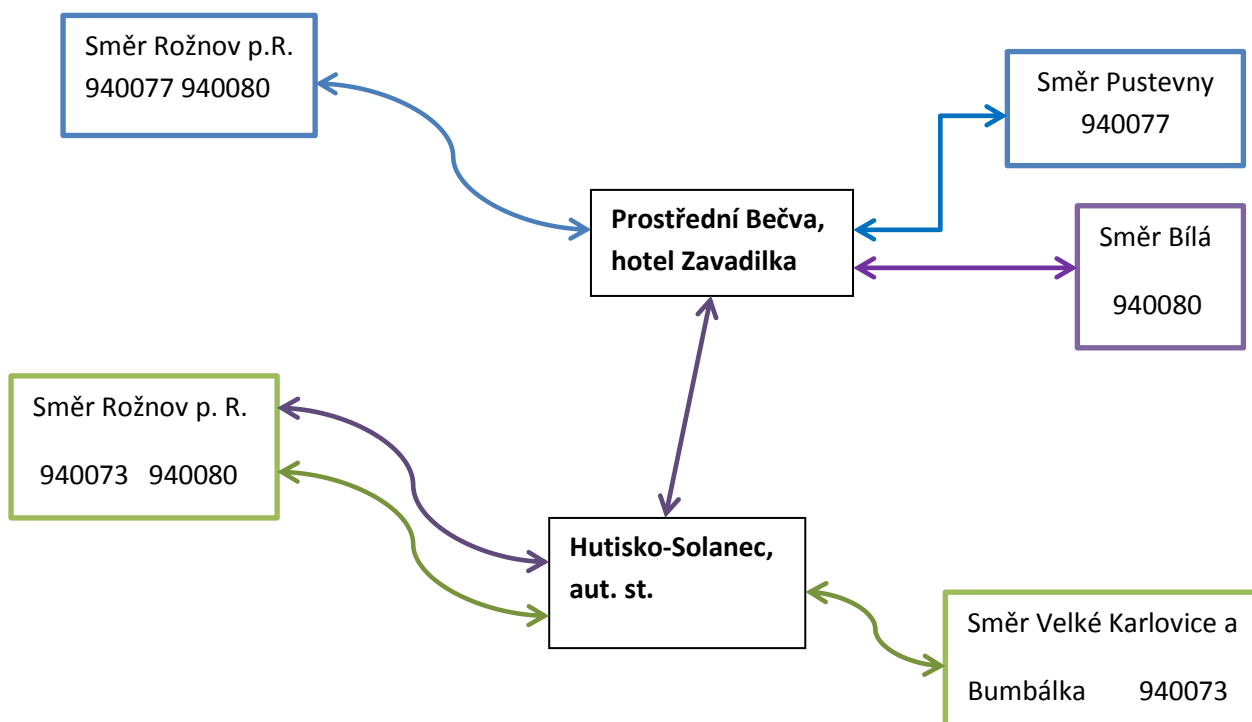 Směr Rožnov p.R.
940077 940080
Směr Pustevny
940077
Prostřední Bečva,
hotel Zavadilka
Směr Bílá
940080
Směr Rožnov p. R.
940073 940080
Hutisko-Solanec,
aut. st.
Směr Velké Karlovice a
Bumbálka 940073